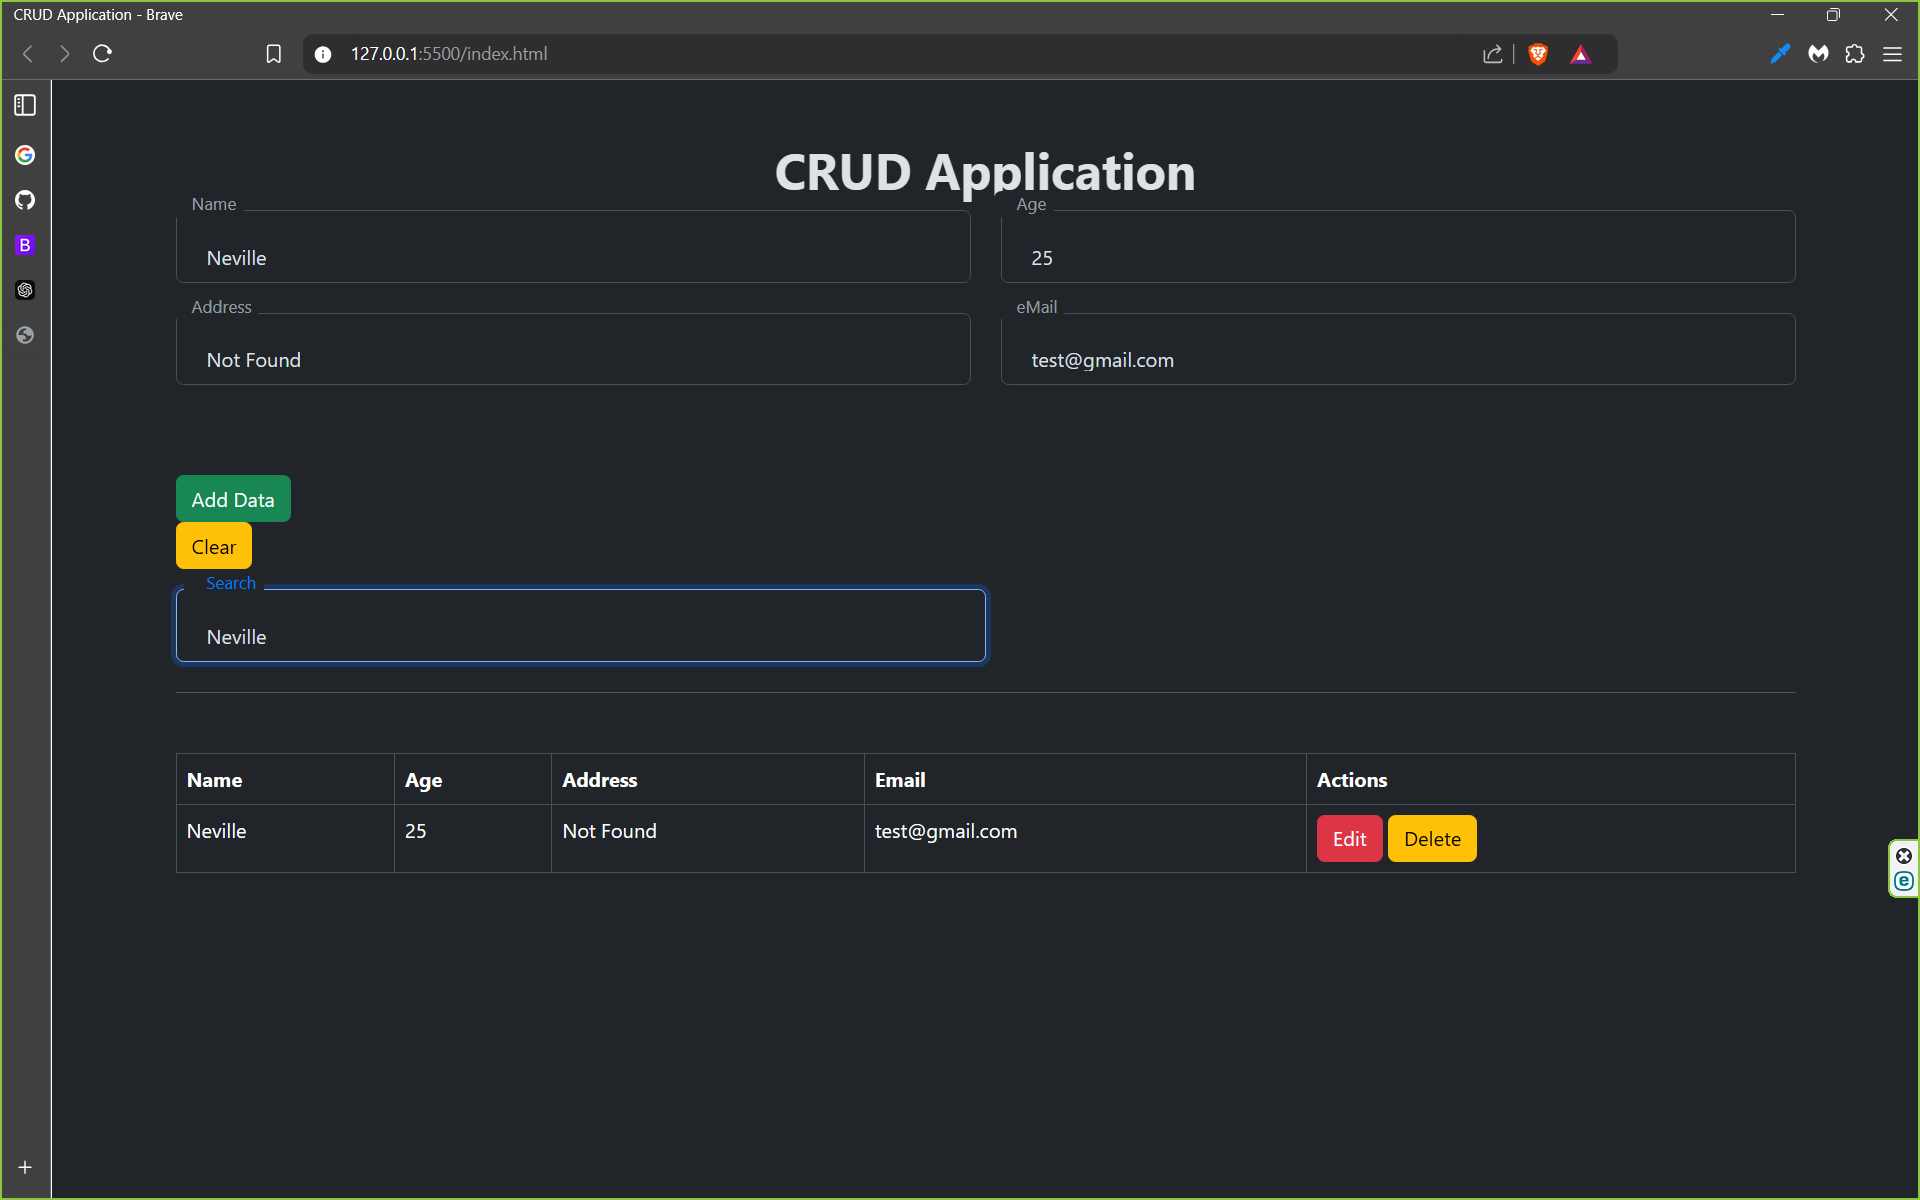 CRUD Application - Brave
127.0.0.1:5500/index.html
B
CRUD Application
Name
Age
Neville
25
Address
eMail
Not Found
test@gmail.com
Add Data
Clear
Search
Neville
Name Age Address Email Actions
Neville 25 Not Found test@gmail.com Edit Delete
e